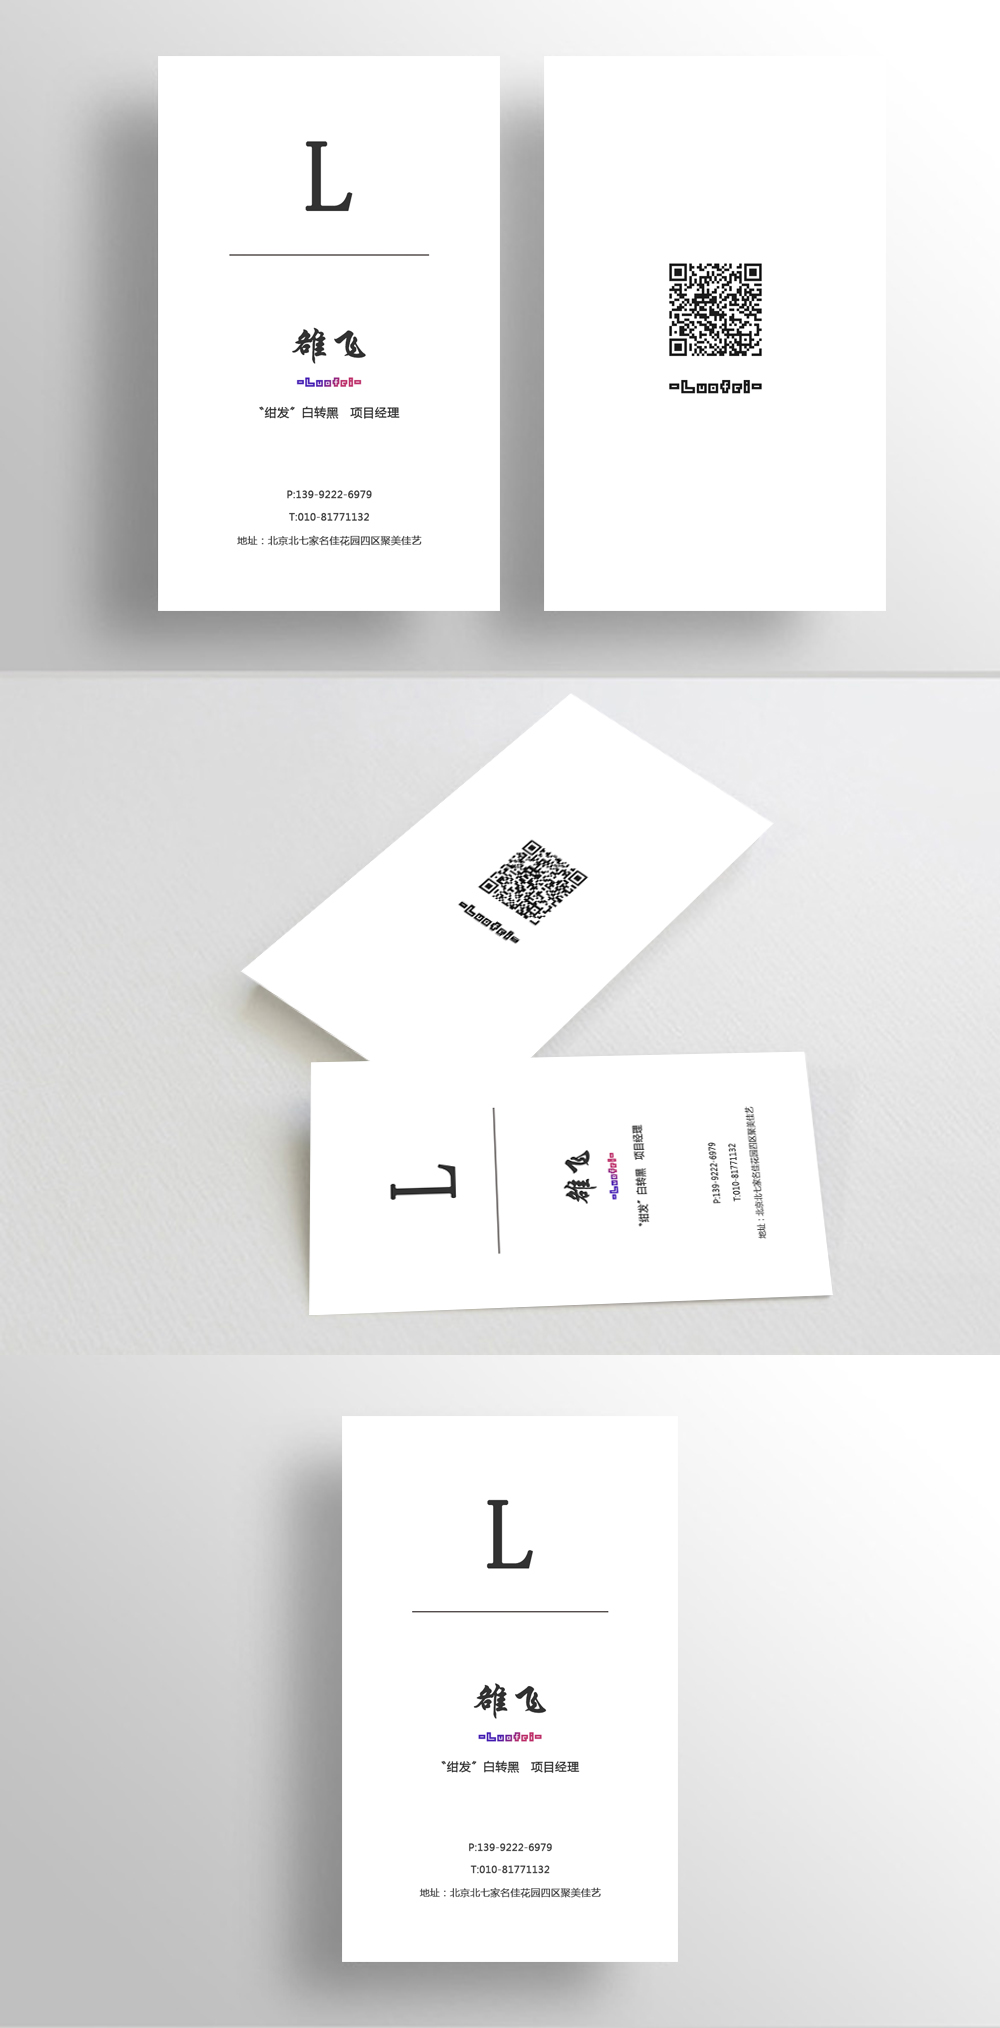 L
雒飞
-Luofei-
〝绀发〞白转黑 项目经理
P:139-9222-6979
T:010-81771132
地址：北京北七家名佳花园四区聚美佳艺
-Luofei-
-Luofei-
L
雒飞
-Luofei-
〝绀发〞白转黑 项目经理
P:139-9222-6979
T:010-81771132
地址：北京北七家名佳花园四区聚美佳艺
L
雒飞
-Luofei-
〝绀发〞白转黑 项目经理
P:139-9222-6979
T:010-81771132
地址：北京北七家名佳花园四区聚美佳艺